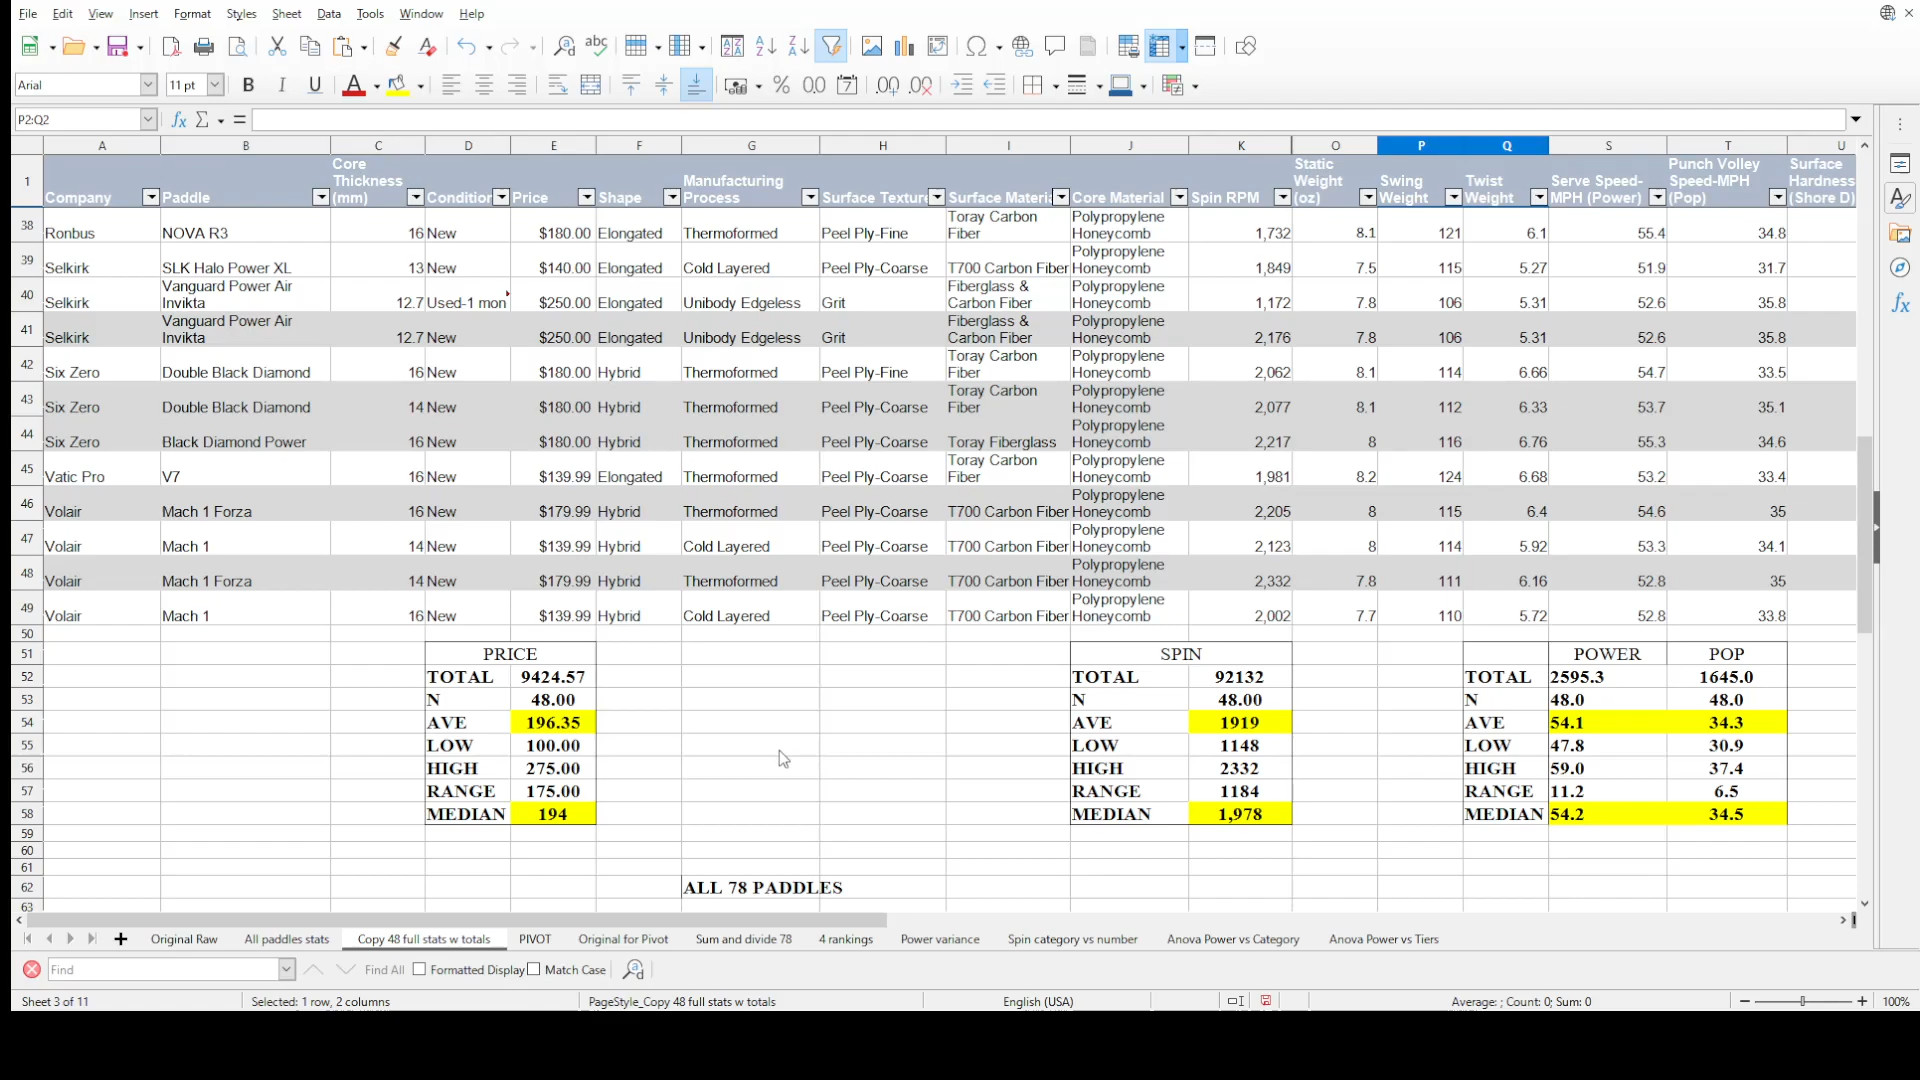 File Edit View Insert Format Styles Sheet Data Tools Window Help
Arial 11 pt
P2:Q2
A B C D E F G H I J K O P Q S T U
1 Company Paddle Core Thickness (mm) Condition Price Shape Manufacturing Process Surface Texture Surface Materi Core Material Spin RPM Static Weight (oz) Swing Weight Twist Weight Serve Speed-MPH (Power) Punch Volley Speed-MPH (Pop) Surface Hardness (Shore D)
38 Ronbus NOVA R3 16 New $180.00 Elongated Thermoformed Peel Ply-Fine Toray Carbon Fiber Polypropylene Honeycomb 1,732 8.1 121 6.1 55.4 34.8
39 Selkirk SLK Halo Power XL 13 New $140.00 Elongated Cold Layered Peel Ply-Coarse T700 Carbon Fiber Polypropylene Honeycomb 1,849 7.5 115 5.27 51.9 31.7
40 Selkirk Vanguard Power Air Invikta 12.7 Used-1 mon $250.00 Elongated Unibody Edgeless Grit Fiberglass & Carbon Fiber Polypropylene Honeycomb 1,172 7.8 106 5.31 52.6 35.8
41 Selkirk Vanguard Power Air Invikta 12.7 New $250.00 Elongated Unibody Edgeless Grit Fiberglass & Carbon Fiber Polypropylene Honeycomb 2,176 7.8 106 5.31 52.6 35.8
42 Six Zero Double Black Diamond 16 New $180.00 Hybrid Thermoformed Peel Ply-Fine Toray Carbon Fiber Polypropylene Honeycomb 2,062 8.1 114 6.66 54.7 33.5
43 Six Zero Double Black Diamond 14 New $180.00 Hybrid Thermoformed Peel Ply-Coarse Toray Carbon Fiber Polypropylene Honeycomb 2,077 8.1 112 6.33 53.7 35.1
44 Six Zero Black Diamond Power 16 New $180.00 Hybrid Thermoformed Peel Ply-Coarse Toray Fiberglass Polypropylene Honeycomb 2,217 8 116 6.76 55.3 34.6
45 Vatic Pro V7 16 New $139.99 Elongated Thermoformed Peel Ply-Coarse Toray Carbon Fiber Polypropylene Honeycomb 1,981 8.2 124 6.68 53.2 33.4
46 Volair Mach 1 Forza 16 New $179.99 Hybrid Thermoformed Peel Ply-Coarse T700 Carbon Fiber Polypropylene Honeycomb 2,205 8 115 6.4 54.6 35
47 Volair Mach 1 14 New $139.99 Hybrid Cold Layered Peel Ply-Coarse T700 Carbon Fiber Polypropylene Honeycomb 2,123 8 114 5.92 53.3 34.1
48 Volair Mach 1 Forza 14 New $179.99 Hybrid Thermoformed Peel Ply-Coarse T700 Carbon Fiber Polypropylene Honeycomb 2,332 7.8 111 6.16 52.8 35
49 Volair Mach 1 16 New $139.99 Hybrid Cold Layered Peel Ply-Coarse T700 Carbon Fiber Polypropylene Honeycomb 2,002 7.7 110 5.72 52.8 33.8
50
51 PRICE SPIN POWER POP
52 TOTAL 9424.57 TOTAL 92132 TOTAL 2595.3 1645.0
53 N 48.00 N 48.00 N 48.0 48.0
54 AVE 196.35 AVE 1919 AVE 54.1 34.3
55 LOW 100.00 LOW 1148 LOW 47.8 30.9
56 HIGH 275.00 HIGH 2332 HIGH 59.0 37.4
57 RANGE 175.00 RANGE 1184 RANGE 11.2 6.5
58 MEDIAN 194 MEDIAN 1,978 MEDIAN 54.2 34.5
59
60
61
62 ALL 78 PADDLES
63
Original Raw All paddles stats Copy 48 full stats w totals PIVOT Original for Pivot Sum and divide 78 4 rankings Power variance Spin category vs number Anova Power vs Category Anova Power vs Tiers
Find Find All Formatted Display Match Case
Sheet 3 of 11 Selected: 1 row, 2 columns PageStyle_Copy 48 full stats w totals English (USA) Average: ; Count: 0; Sum: 0 100%